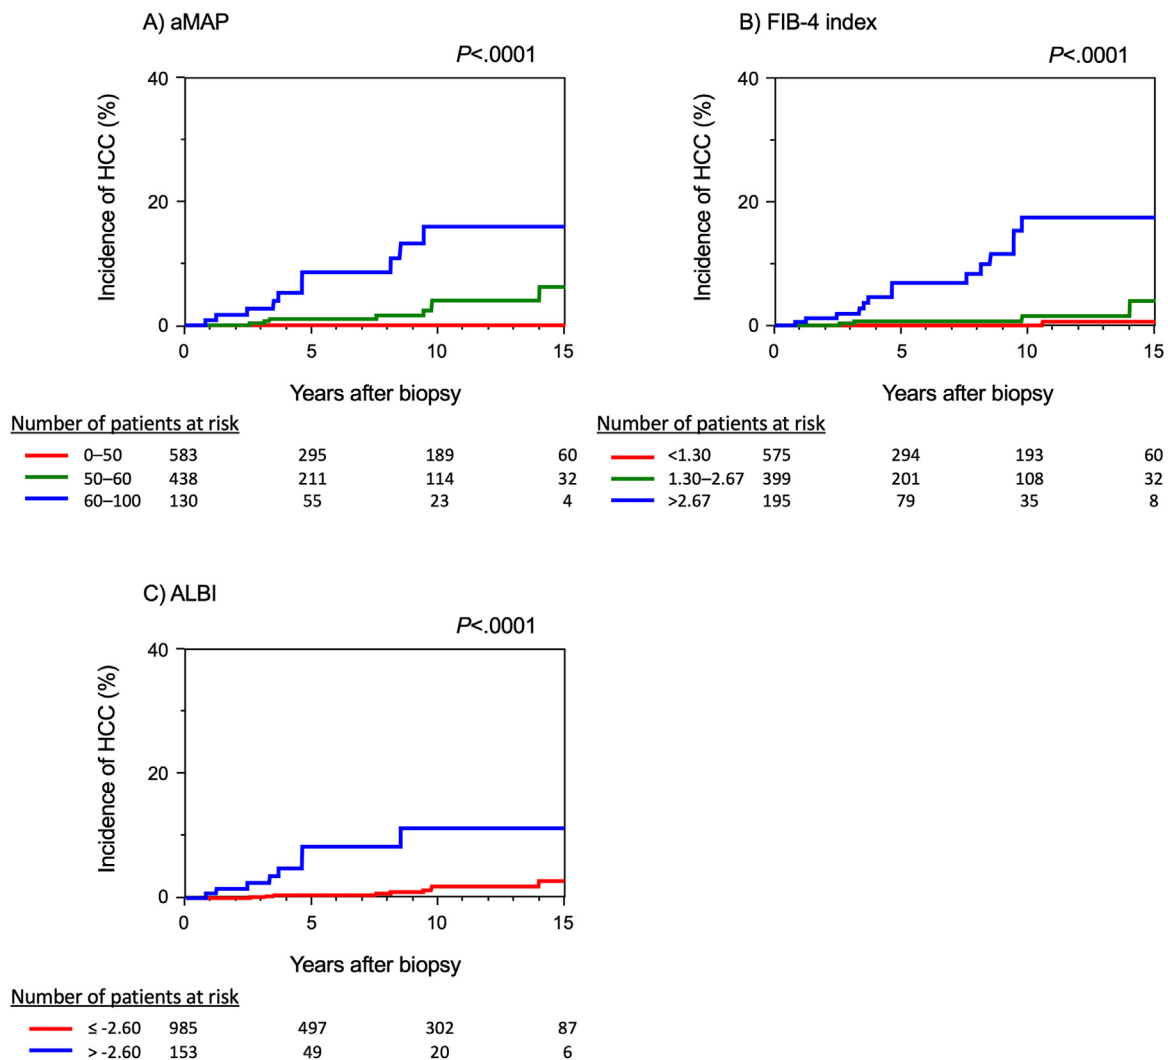 A) aMAP
P<.0001
Incidence of HCC (%)
40
20
0
0 5 10 15
Years after biopsy
Number of patients at risk
0–50 583 295 189 60
50–60 438 211 114 32
60–100 130 55 23 4
B) FIB-4 index
P<.0001
Incidence of HCC (%)
40
20
0
0 5 10 15
Years after biopsy
Number of patients at risk
<1.30 575 294 193 60
1.30–2.67 399 201 108 32
>2.67 195 79 35 8
C) ALBI
P<.0001
Incidence of HCC (%)
40
20
0
0 5 10 15
Years after biopsy
Number of patients at risk
≤ -2.60 985 497 302 87
> -2.60 153 49 20 6